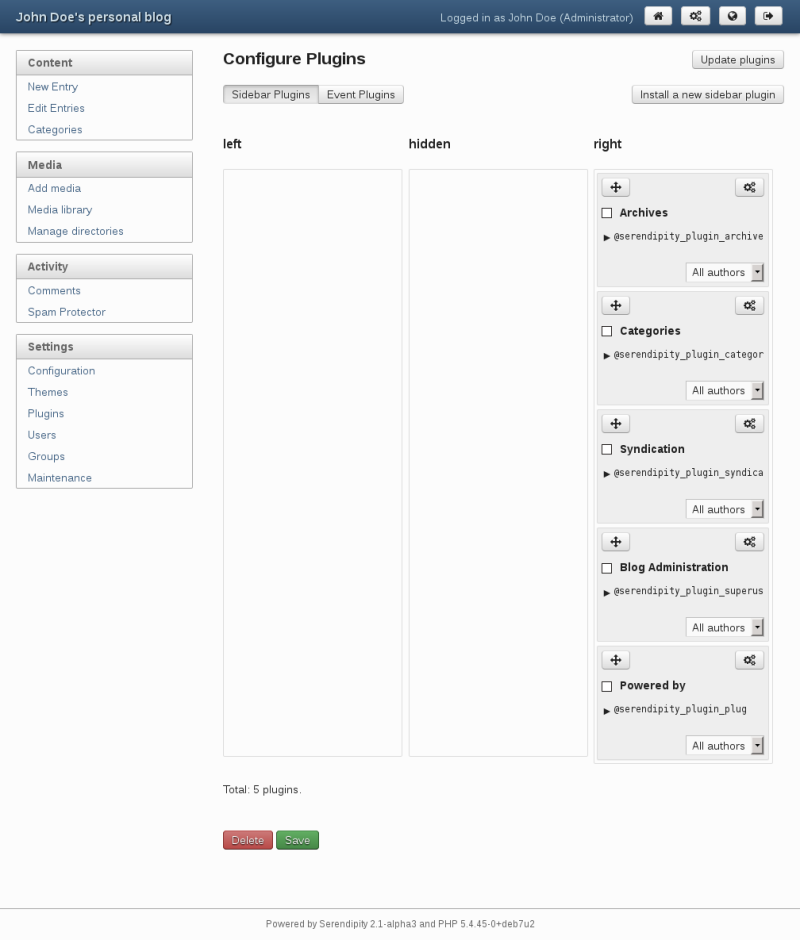 John Doe's personal blog
Logged in as John Doe (Administrator)
Content
New Entry
Edit Entries
Categories
Media
Add media
Media library
Manage directories
Activity
Comments
Spam Protector
Settings
Configuration
Themes
Plugins
Users
Groups
Maintenance
Configure Plugins
Update plugins
Sidebar Plugins
Event Plugins
Install a new sidebar plugin
left
hidden
right
Archives
@serendipity_plugin_archive
All authors
Categories
@serendipity_plugin_categor
All authors
Syndication
@serendipity_plugin_syndica
All authors
Blog Administration
@serendipity_plugin_superus
All authors
Powered by
@serendipity_plugin_plug
All authors
Total: 5 plugins.
Delete
Save
Powered by Serendipity 2.1-alpha3 and PHP 5.4.45-0+deb7u2